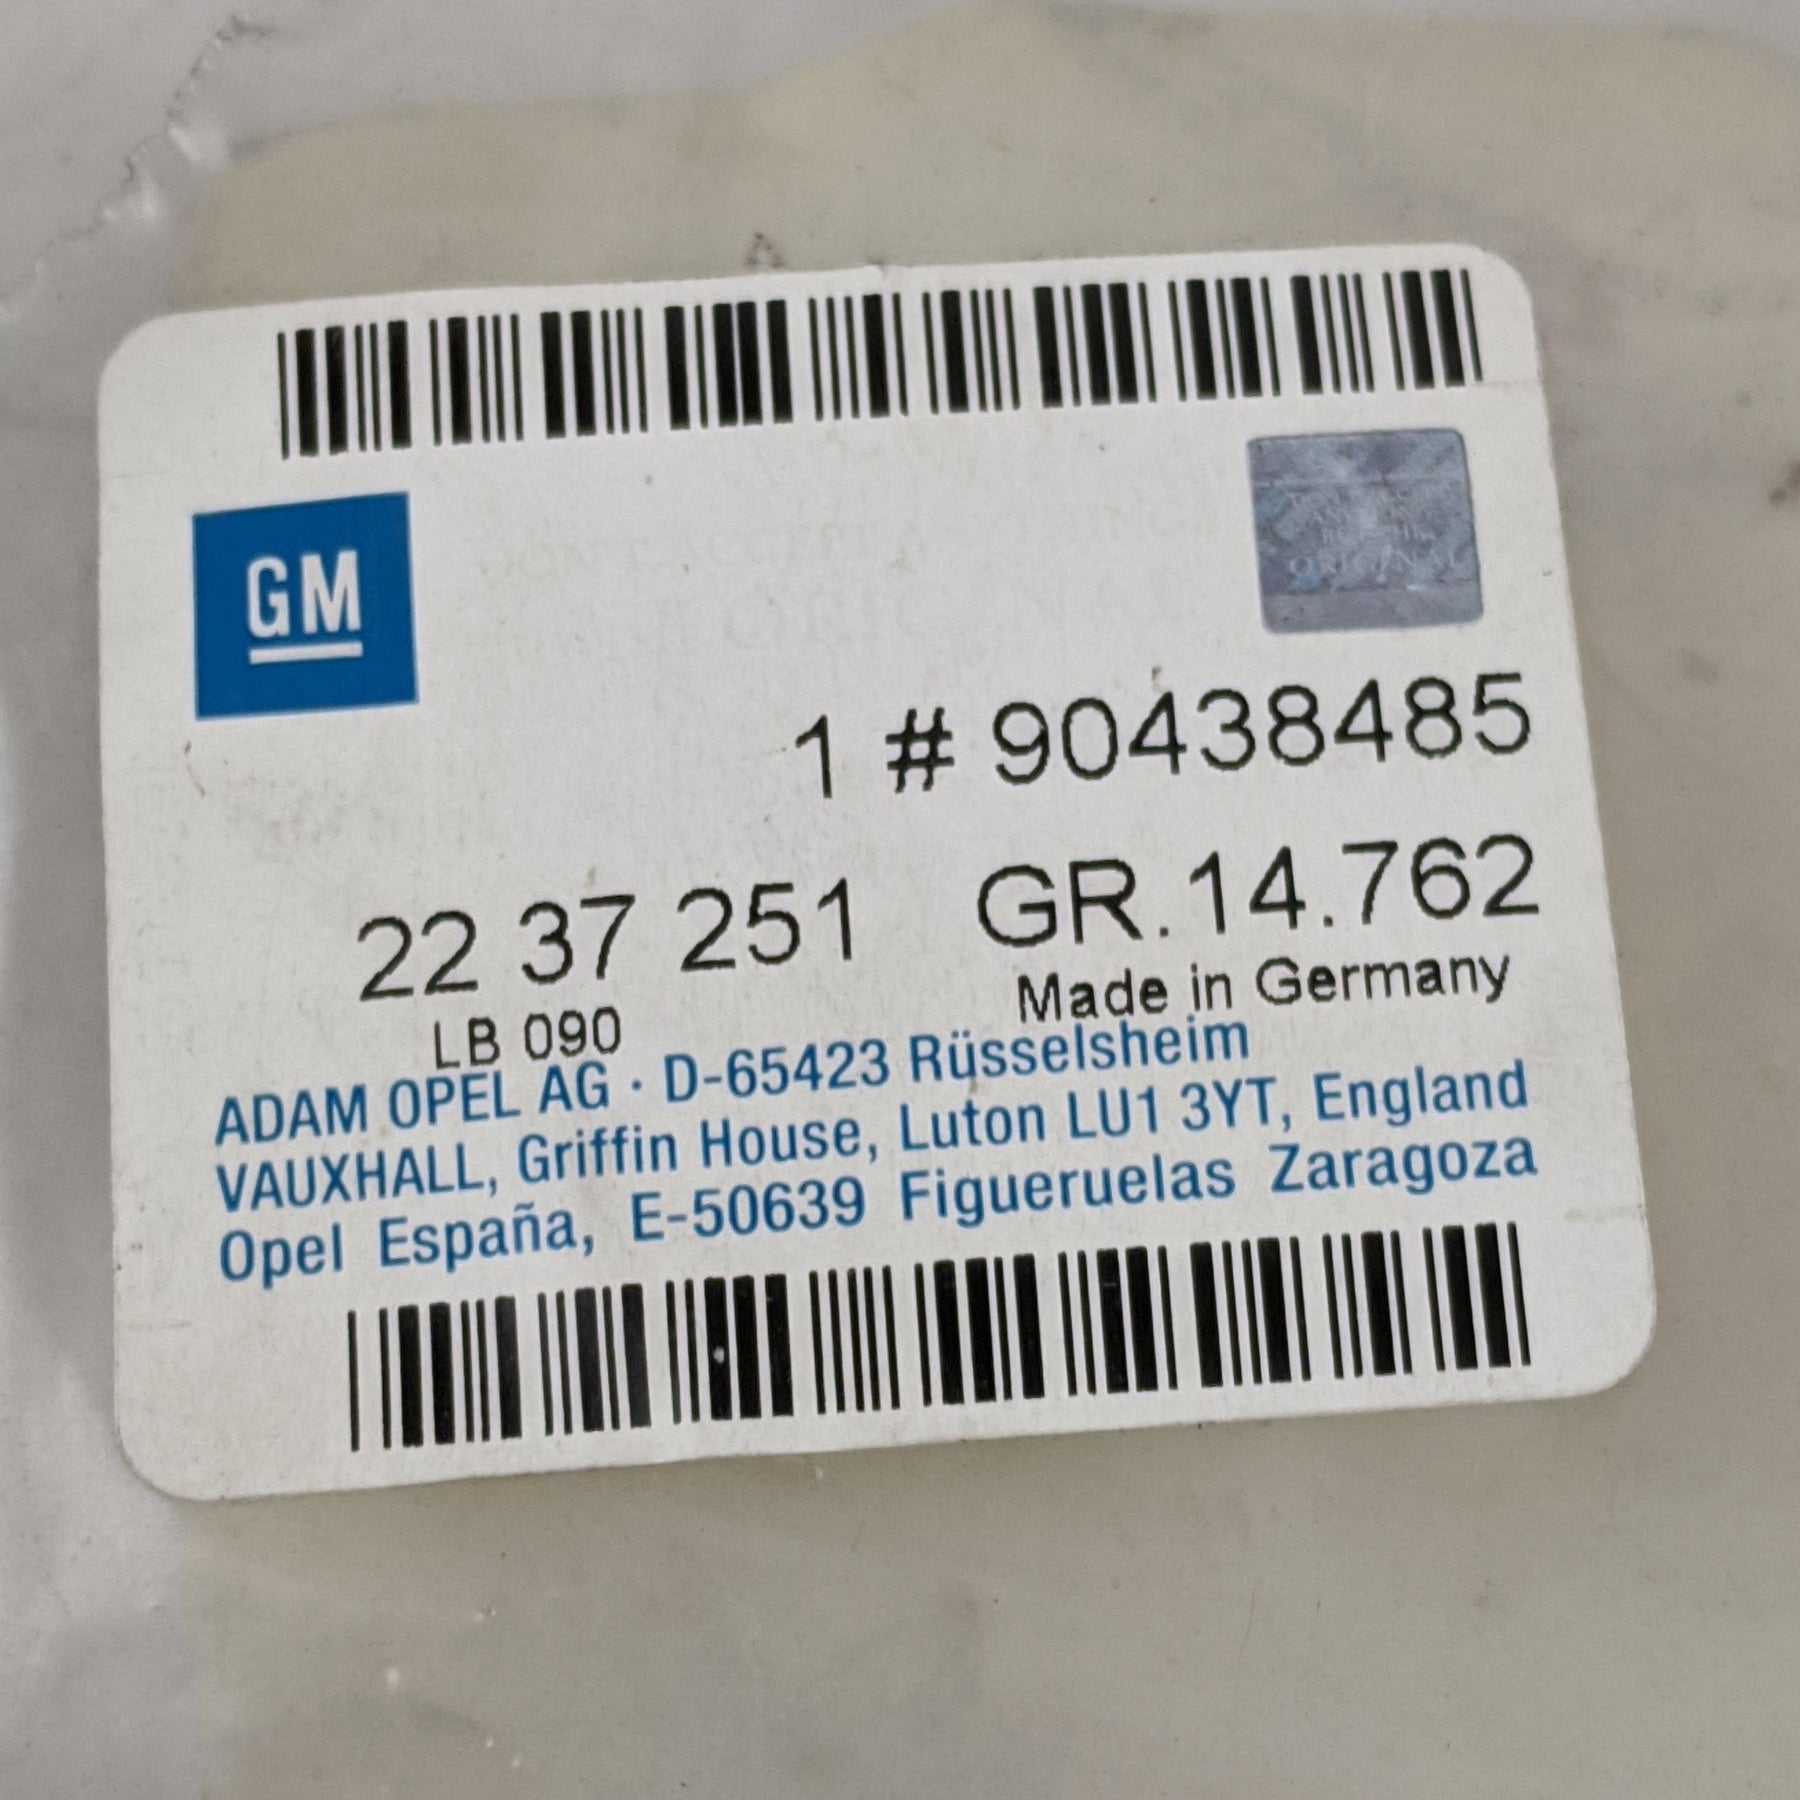 GM
ORIGINAL
1 # 90438485
22 37 251 GR.14.762
LB 090 Made in Germany
ADAM OPEL AG · D-65423 Rüsselsheim
VAUXHALL, Griffin House, Luton LU1 3YT, England
Opel España, E-50639 Figueruelas Zaragoza